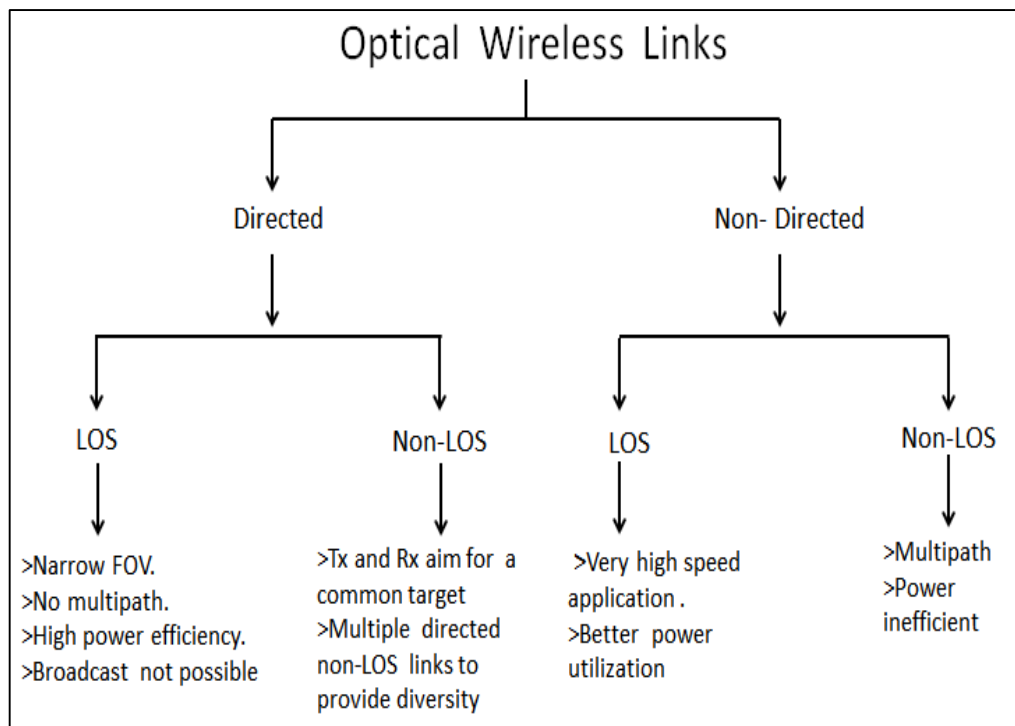 Optical Wireless Links
Directed
Non- Directed
LOS
Non-LOS
LOS
Non-LOS
>Narrow FOV.
>No multipath.
>High power efficiency.
>Broadcast not possible
>Tx and Rx aim for a
common target
>Multiple directed
non-LOS links to
provide diversity
>Very high speed
application .
>Better power
utilization
>Multipath
>Power
inefficient